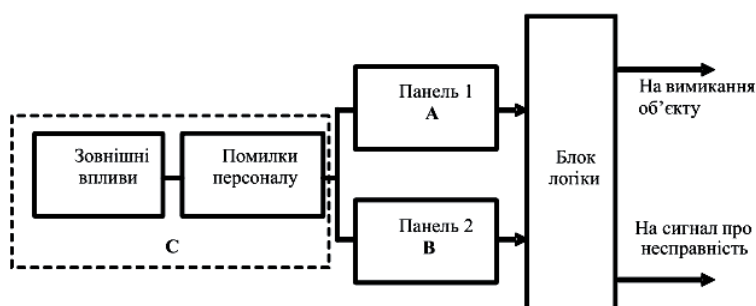 Зовнішні
впливи
Помилки
персоналу
С
Панель 1
А
Панель 2
В
Блок
логіки
На вимикання
об’єкту
На сигнал про
несправність